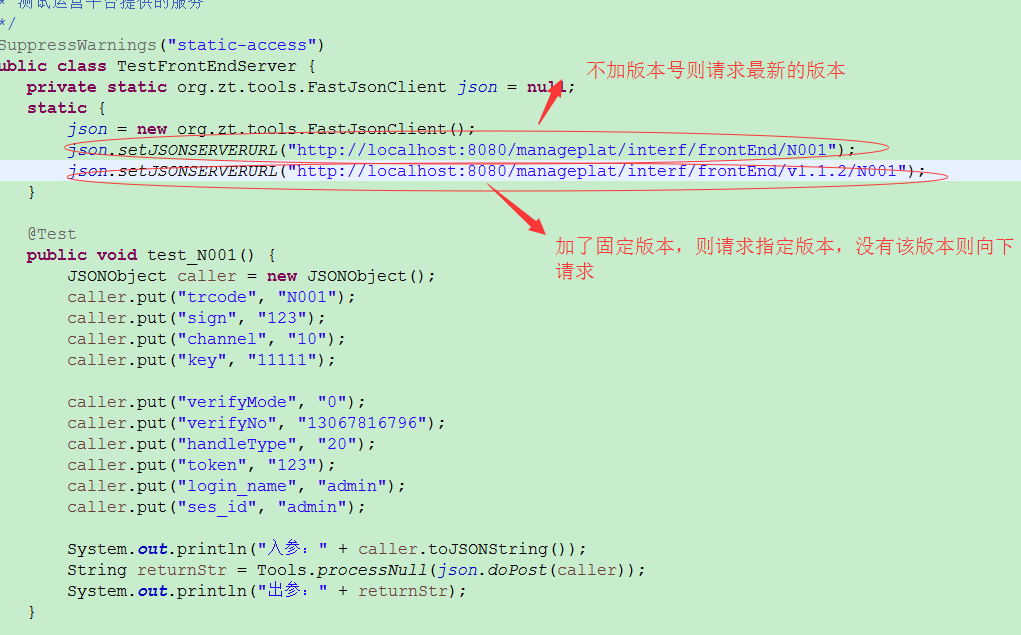 * 测试运营平台提供的服务
*/
SuppressWarnings("static-access")
ublic class TestFrontEndServer {
private static org.zt.tools.FastJsonClient json = null;
不加版本号则请求最新的版本
static {
json = new org.zt.tools.FastJsonClient();
json.setJSONSERVERURL("http://localhost:8080/manageplat/interf/frontEnd/N001");
json.setJSONSERVERURL("http://localhost:8080/manageplat/interf/frontEnd/v1.1.2/N001");
}
@Test
加了固定版本，则请求指定版本，没有该版本则向下
请求
public void test_N001() {
JSONObject caller = new JSONObject();
caller.put("trcode", "N001");
caller.put("sign", "123");
caller.put("channel", "10");
caller.put("key", "11111");
caller.put("verifyMode", "0");
caller.put("verifyNo", "13067816796");
caller.put("handleType", "20");
caller.put("token", "123");
caller.put("login_name", "admin");
caller.put("ses_id", "admin");
System.out.println("入参：" + caller.toJSONString());
String returnStr = Tools.processNull(json.doPost(caller));
System.out.println("出参：" + returnStr);
}